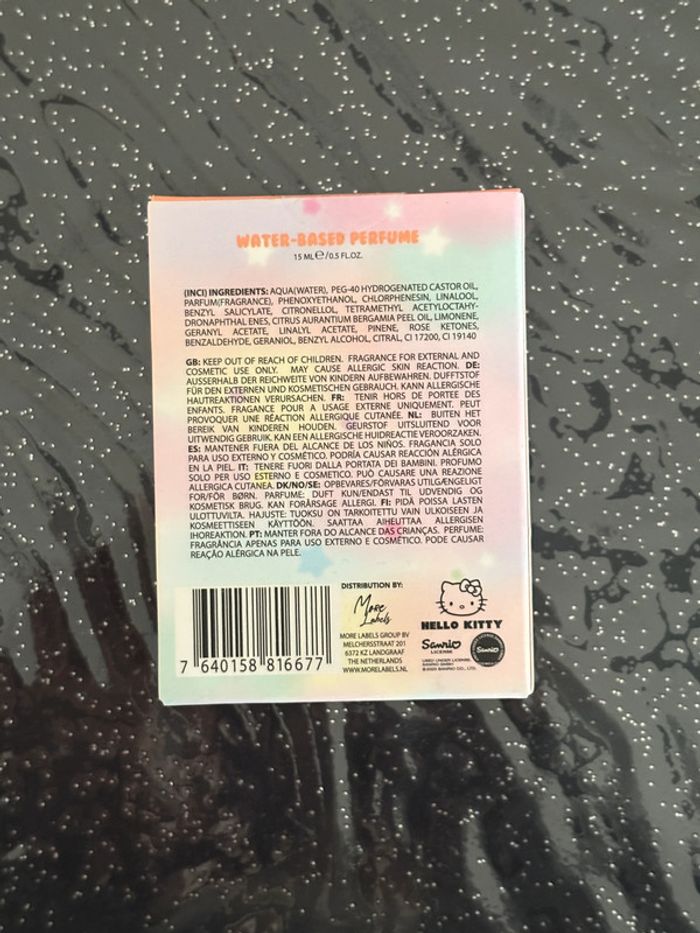 WATER-BASED PERFUME
15 ML ℮/0.5 FL.OZ.
(INCI) INGREDIENTS: AQUA(WATER), PEG-40 HYDROGENATED CASTOR OIL,
PARFUM(FRAGRANCE), PHENOXYETHANOL, CHLORPHENESIN, LINALOOL,
BENZYL SALICYLATE, CITRONELLOL, TETRAMETHYL ACETYLOCTAHY-
DRONAPHTHAL ENES, CITRUS AURANTIUM BERGAMIA PEEL OIL, LIMONENE,
GERANYL ACETATE, LINALYL ACETATE, PINENE, ROSE KETONES,
BENZALDEHYDE, GERANIOL, BENZYL ALCOHOL, CITRAL, CI 17200, CI 19140
GB: KEEP OUT OF REACH OF CHILDREN. FRAGRANCE FOR EXTERNAL AND
COSMETIC USE ONLY. MAY CAUSE ALLERGIC SKIN REACTION. DE:
AUSSERHALB DER REICHWEITE VON KINDERN AUFBEWAHREN. DUFFTSTOF
FÜR DEN EXTERNEN UND KOSMETISCHEN GEBRAUCH. KANN ALLERGISCHE
HAUTREAKTIONEN VERURSACHEN. FR: TENIR HORS DE PORTEE DES
ENFANTS. FRAGANCE POUR A USAGE EXTERNE UNIQUEMENT. PEUT
PROVOQUER UNE RÉACTION ALLERGIQUE CUTANÉE. NL: BUITEN HET
BEREIK VAN KINDEREN HOUDEN. GEURSTOF UITSLUITEND VOOR
UITWENDIG GEBRUIK, KAN EEN ALLERGISCHE HUIDREACTIE VEROORZAKEN.
ES: MANTENER FUERA DEL ALCANCE DE LOS NIÑOS. FRAGANCIA SOLO
PARA USO EXTERNO Y COSMÉTICO. PODRÍA CAUSAR REACCIÓN ALÉRGICA
EN LA PIEL. IT: TENERE FUORI DALLA PORTATA DEI BAMBINI. PROFUMO
SOLO PER USO ESTERNO E COSMETICO. PUÒ CAUSARE UNA REAZIONE
ALLERGICA CUTANEA. DK/NO/SE: OPBEVARES/FÖRVARAS UTILGÆNGELIGT
FOR/FÖR BØRN. PARFUME: DUFT KUN/ENDAST TIL UDVENDIG OG
KOSMETISK BRUG. KAN FORÅRSAGE ALLERGI. FI: PIDÄ POISSA LASTEN
ULOTTUVILTA. HAJUSTE: TUOKSU ON TARKOITETTU VAIN ULKOISEEN JA
KOSMEETTISEEN KÄYTTÖÖN. SAATTAA AIHEUTTAA ALLERGISEN
IHOREAKTION. PT: MANTER FORA DO ALCANCE DAS CRIANÇAS. PERFUME:
FRAGRÂNCIA APENAS PARA USO EXTERNO E COSMÉTICO. PODE CAUSAR
REAÇÃO ALÉRGICA NA PELE.
7 640158 816677
DISTRIBUTION BY:
More
Labels
MORE LABELS GROUP BV
MELCHERSSTRAAT 201
6372 KZ LANDGRAAF
THE NETHERLANDS
WWW.MORELABELS.NL
HELLO KITTY
Sanrio
LICENSE
USED UNDER LICENSE,
SANRIO GMBH
Sanrio